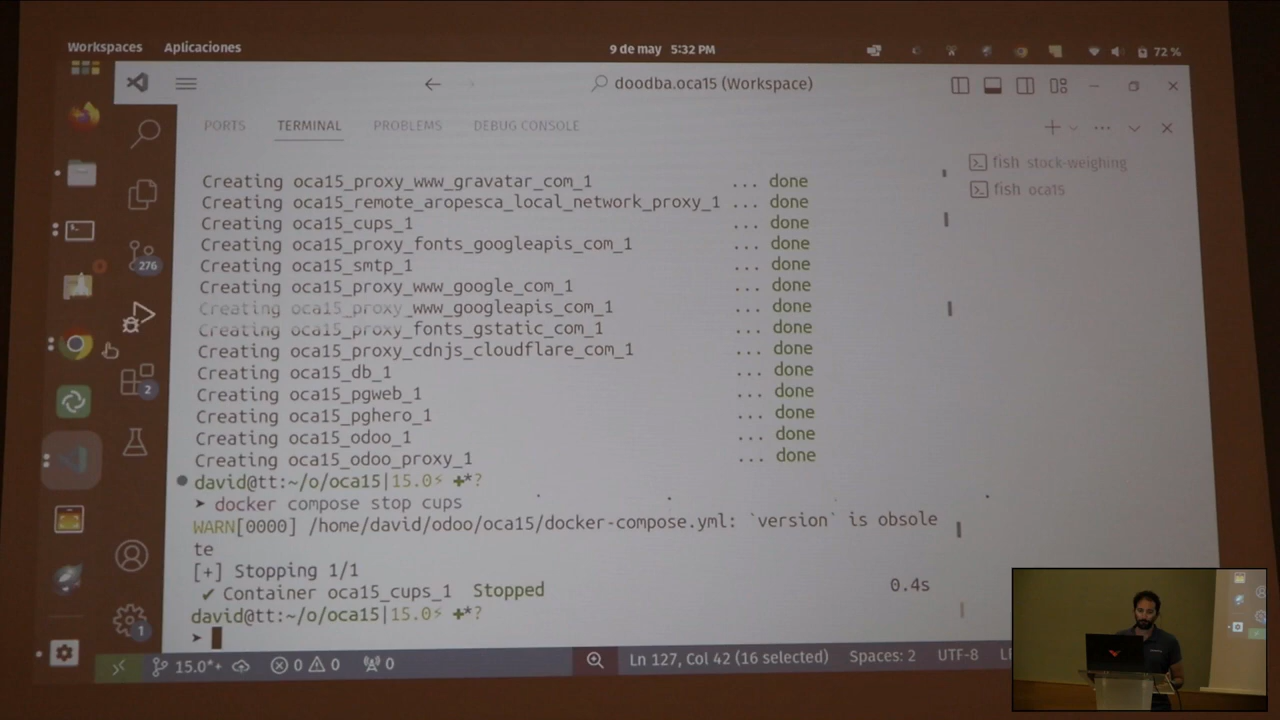 Workspaces Aplicaciones 9 de may 5:32 PM 72 %
doodba.oca15 (Workspace)
PORTS TERMINAL PROBLEMS DEBUG CONSOLE
fish stock-weighing
fish oca15
Creating oca15_proxy_www_gravatar_com_1 ... done
Creating oca15_remote_aropesca_local_network_proxy_1 ... done
Creating oca15_cups_1 ... done
Creating oca15_proxy_fonts_googleapis_com_1 ... done
Creating oca15_smtp_1 ... done
Creating oca15_proxy_www_google_com_1 ... done
Creating oca15_proxy_www_googleapis_com_1 ... done
Creating oca15_proxy_fonts_gstatic_com_1 ... done
Creating oca15_proxy_cdnjs_cloudflare_com_1 ... done
Creating oca15_db_1 ... done
Creating oca15_pgweb_1 ... done
Creating oca15_pghero_1 ... done
Creating oca15_odoo_1 ... done
Creating oca15_odoo_proxy_1 ... done
david@tt:~/o/oca15|15.0⚡ ✚*?
➤ docker compose stop cups
WARN[0000] /home/david/odoo/oca15/docker-compose.yml: `version` is obsole
te
[+] Stopping 1/1
✔ Container oca15_cups_1 Stopped 0.4s
david@tt:~/o/oca15|15.0⚡ ✚*?
➤
276
2
1
15.0*+ 0 0 0 Ln 127, Col 42 (16 selected) Spaces: 2 UTF-8